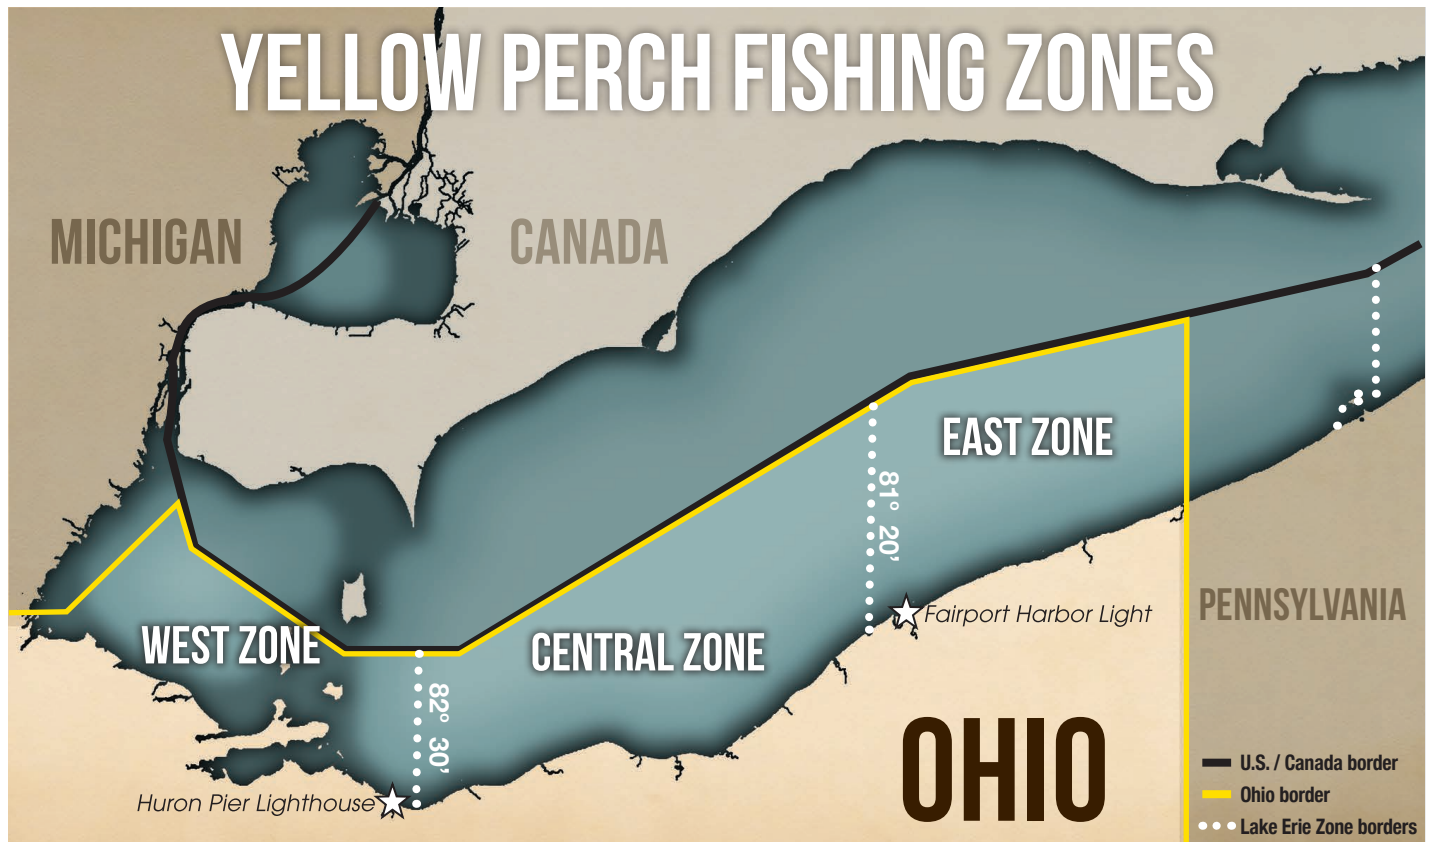 YELLOW PERCH FISHING ZONES
MICHIGAN
CANADA
EAST ZONE
81° 20’
Fairport Harbor Light
PENNSYLVANIA
WEST ZONE
CENTRAL ZONE
82° 30’
OHIO
Huron Pier Lighthouse
U.S. / Canada border
Ohio border
Lake Erie Zone borders